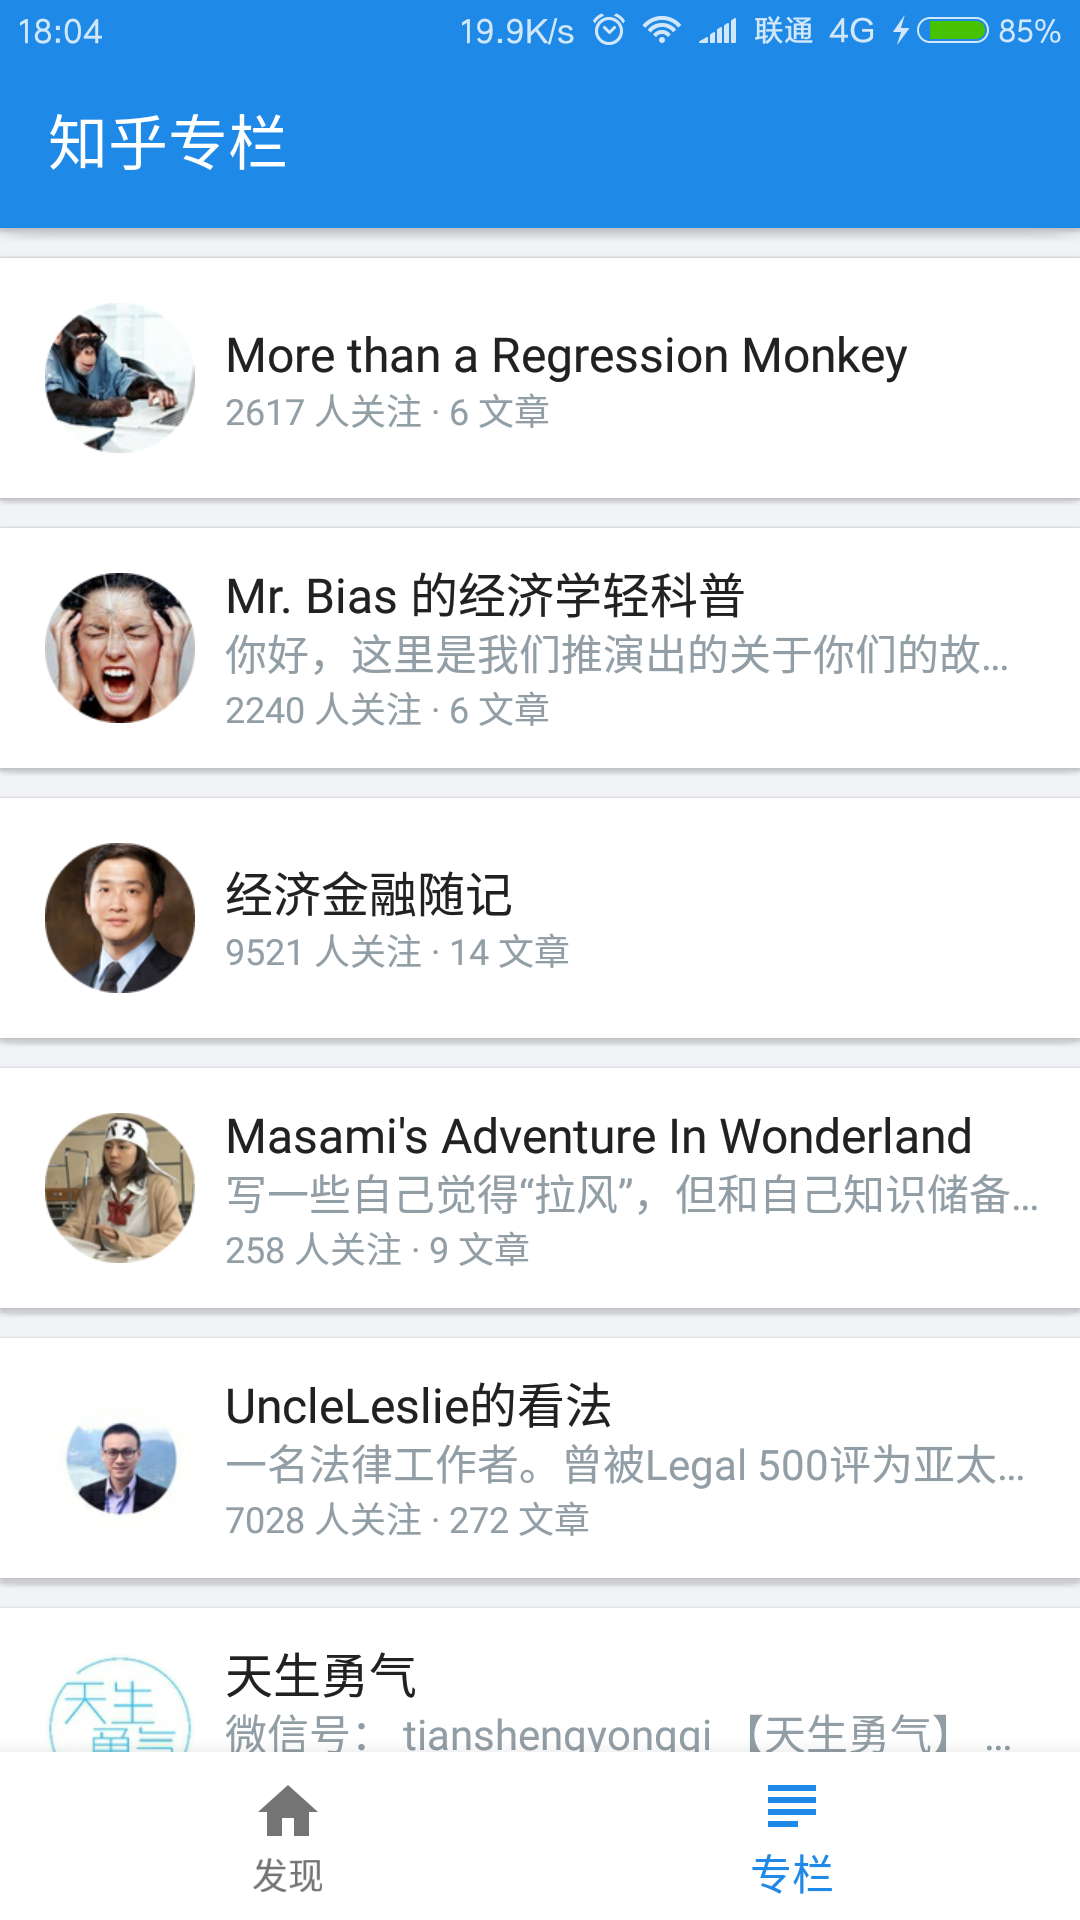 18:04 19.9K/s 联通 4G 85%
知乎专栏
More than a Regression Monkey
2617 人关注 · 6 文章
Mr. Bias 的经济学轻科普
你好，这里是我们推演出的关于你们的故...
2240 人关注 · 6 文章
经济金融随记
9521 人关注 · 14 文章
バカ
Masami's Adventure In Wonderland
写一些自己觉得“拉风”，但和自己知识储备...
258 人关注 · 9 文章
UncleLeslie的看法
一名法律工作者。曾被Legal 500评为亚太...
7028 人关注 · 272 文章
天生勇气
天生勇气
微信号： tianshengyongqi 【天生勇气】 ...
发现
专栏